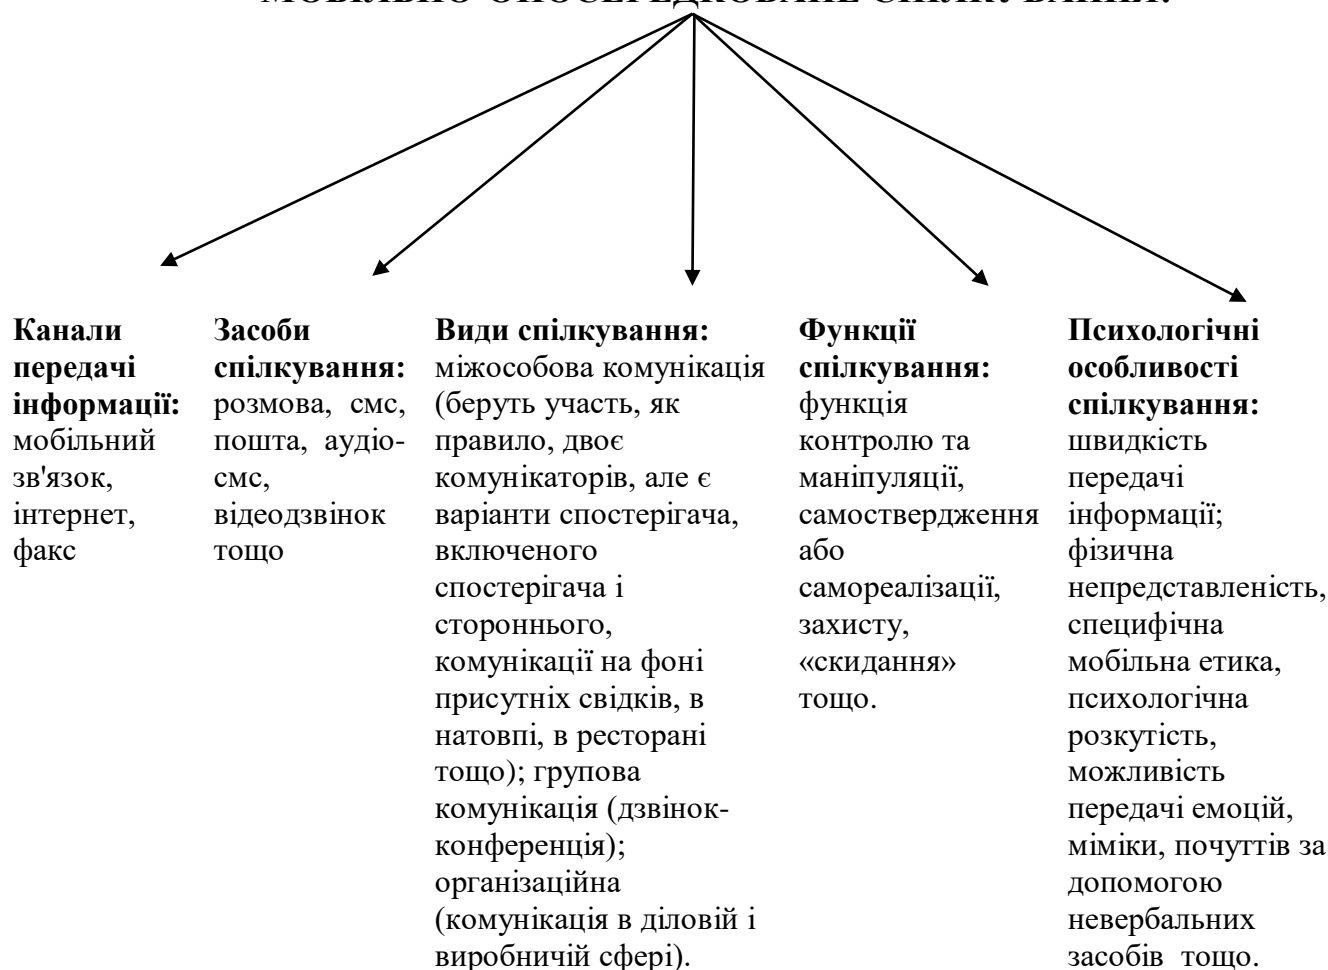 МОБІЛЬНО-ОПОСЕРЕДКОВАНЕ СПІЛКУВАННЯ:
Канали
передачі
інформації:
мобільний
зв'язок,
інтернет,
факс
Засоби
спілкування:
розмова, смс,
пошта, аудіо-
смс,
відеодзвінок
тощо
Види спілкування:
міжособова комунікація
(беруть участь, як
правило, двоє
комунікаторів, але є
варіанти спостерігача,
включеного
спостерігача і
стороннього,
комунікації на фоні
присутніх свідків, в
натовпі, в ресторані
тощо); групова
комунікація (дзвінок-
конференція);
організаційна
(комунікація в діловій і
виробничій сфері).
Функції
спілкування:
функція
контролю та
маніпуляції,
самоствердження
або
самореалізації,
захисту,
«скидання»
тощо.
Психологічні
особливості
спілкування:
швидкість
передачі
інформації;
фізична
непредставленість,
специфічна
мобільна етика,
психологічна
розкутість,
можливість
передачі емоцій,
міміки, почуттів за
допомогою
невербальних
засобів тощо.